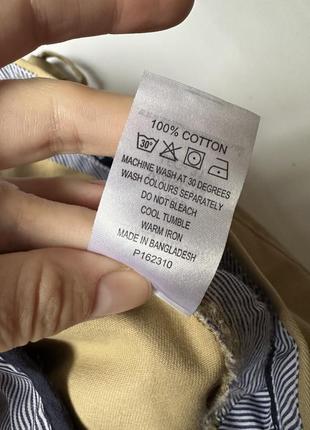 100% COTTON
30°
MACHINE WASH AT 30 DEGREES
WASH COLOURS SEPARATELY
DO NOT BLEACH
COOL TUMBLE
WARM IRON
MADE IN BANGLADESH
P162310